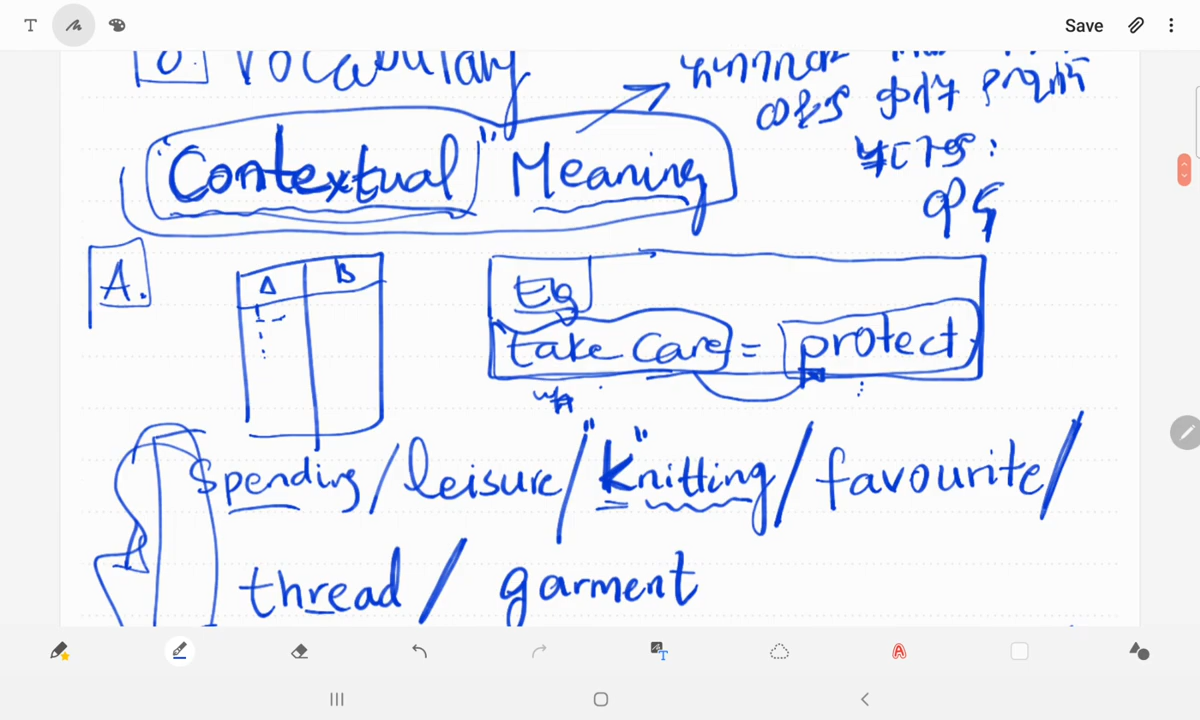 Save
Vocabulary
"Contextual" Meaning
A.
A B
Eg
take care = protect
Spending/leisure/"Knitting"/favourite/
thread/ garment